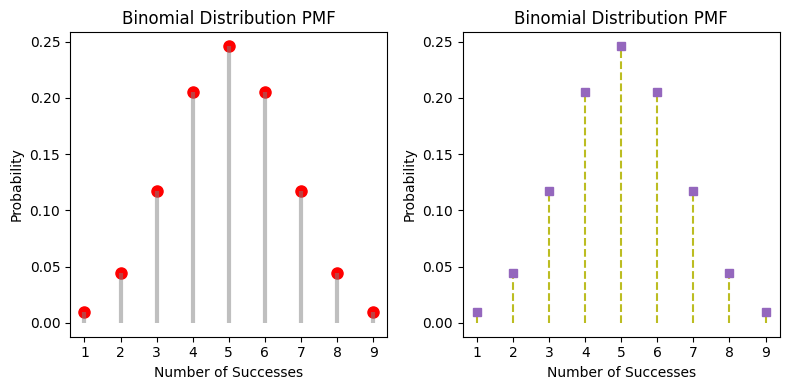 Binomial Distribution PMF
0.25
0.20
0.15
0.10
0.05
0.00
Probability
1 2 3 4 5 6 7 8 9
Number of Successes
Binomial Distribution PMF
0.25
0.20
0.15
0.10
0.05
0.00
Probability
1 2 3 4 5 6 7 8 9
Number of Successes